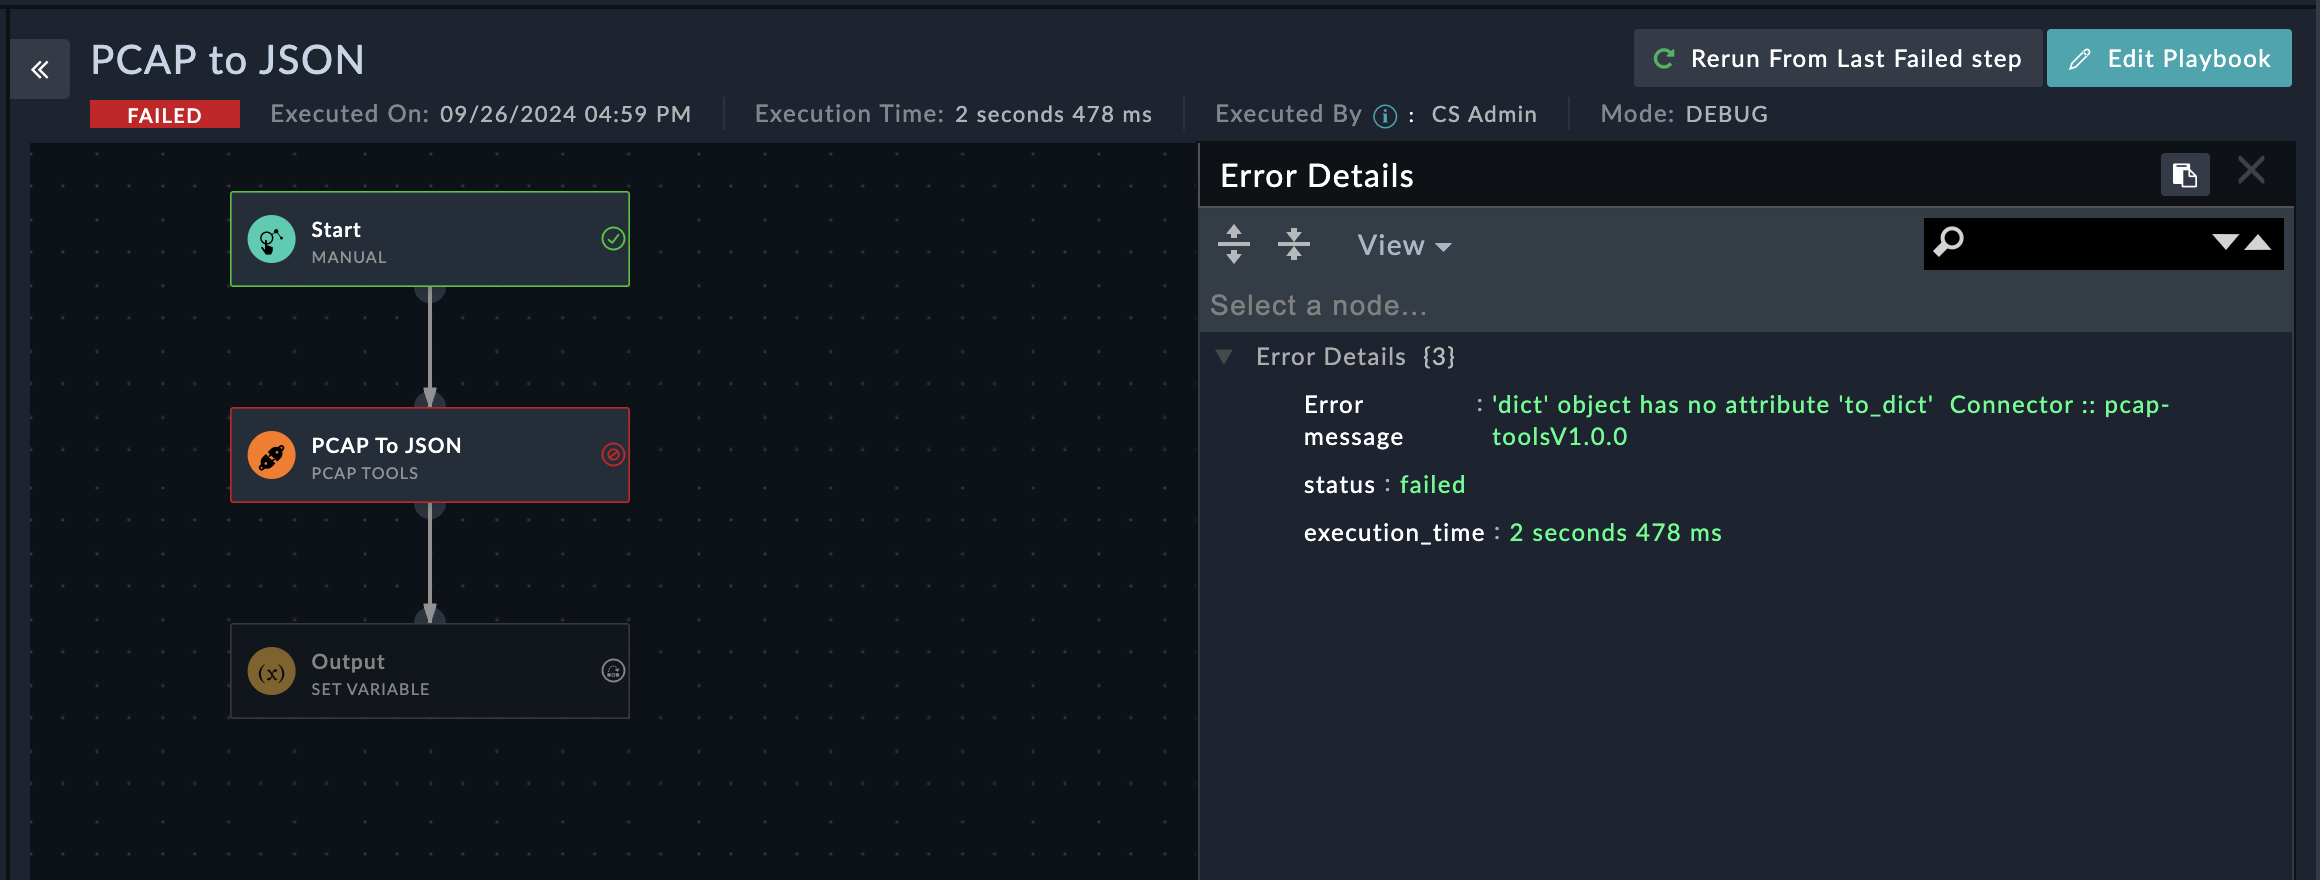 PCAP to JSON
Rerun From Last Failed step
Edit Playbook
FAILED
Executed On: 09/26/2024 04:59 PM
Execution Time: 2 seconds 478 ms
Executed By : CS Admin
Mode: DEBUG
Start
MANUAL
PCAP To JSON
PCAP TOOLS
(x)
Output
SET VARIABLE
Error Details
View
Select a node...
Error Details {3}
Error message : 'dict' object has no attribute 'to_dict' Connector :: pcap-
toolsV1.0.0
status : failed
execution_time : 2 seconds 478 ms